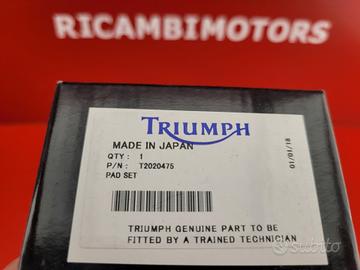 RICAMBIMOTORS
TRIUMPH
MADE IN JAPAN
QTY : 1
P/N : T2020475
PAD SET
01/01/18
TRIUMPH GENUINE PART TO BE
FITTED BY A TRAINED TECHNICIAN
subito